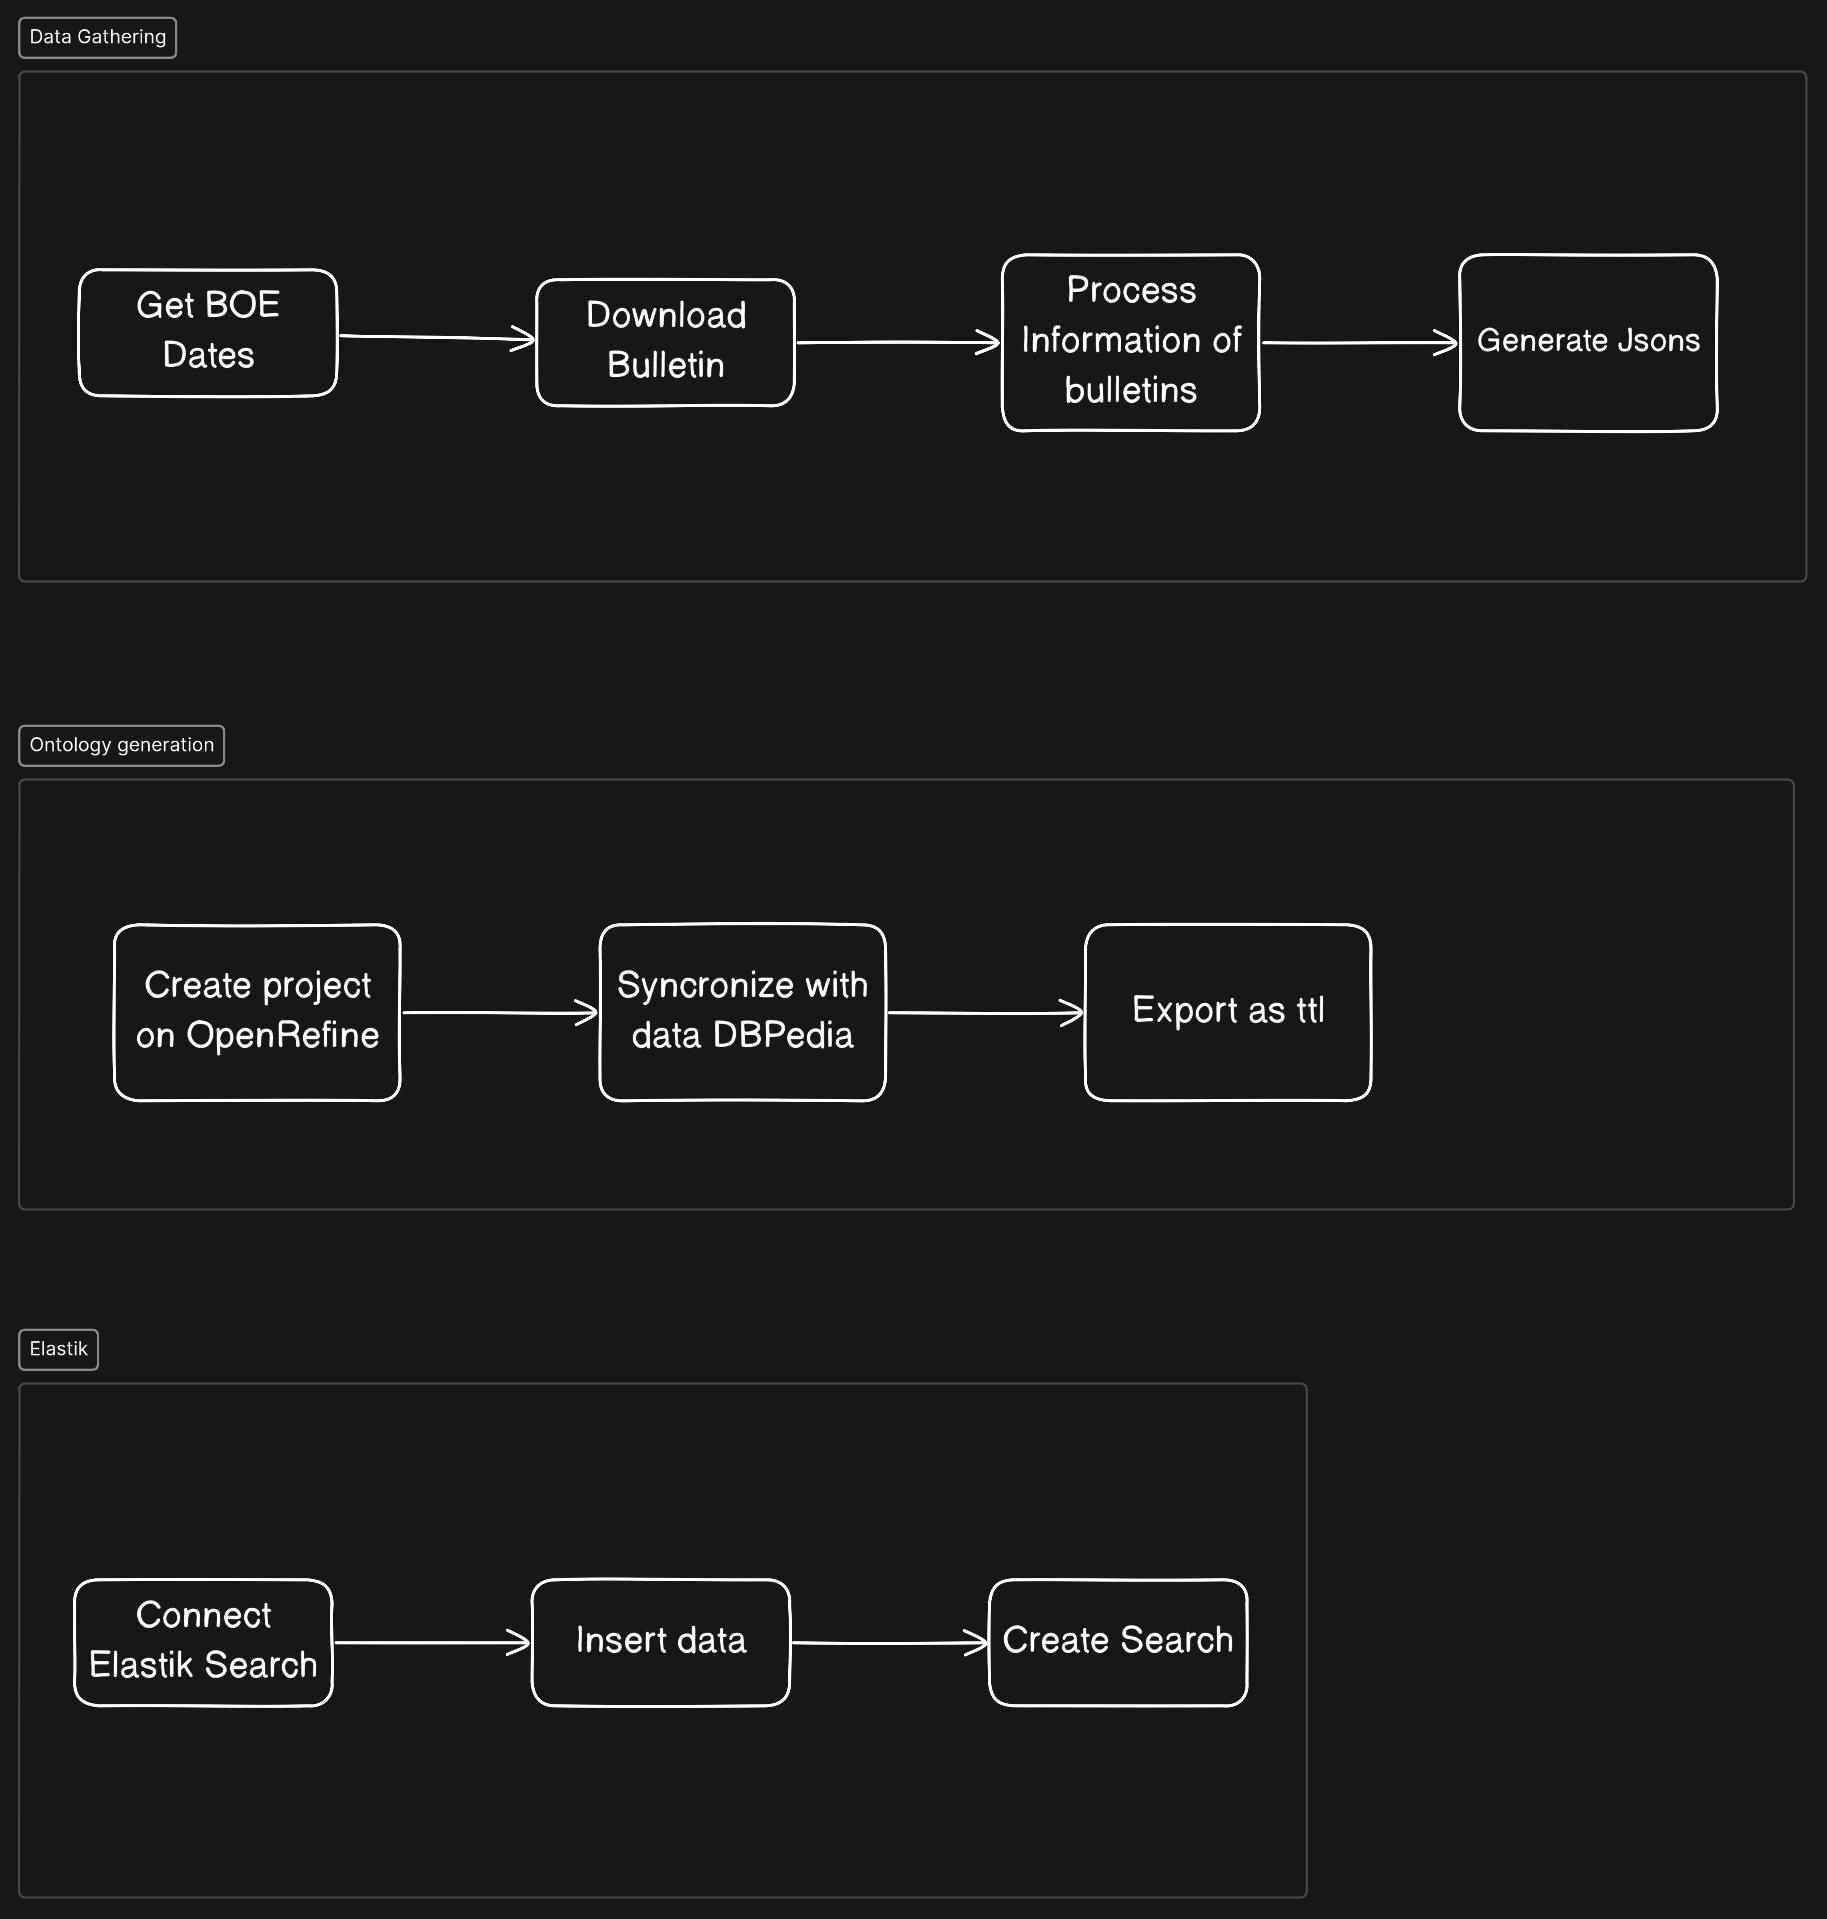 Data Gathering
Get BOE
Dates
Download
Bulletin
Process
Information of
bulletins
Generate Jsons
Ontology generation
Create project
on OpenRefine
Syncronize with
data DBPedia
Export as ttl
Elastik
Connect
Elastik Search
Insert data
Create Search